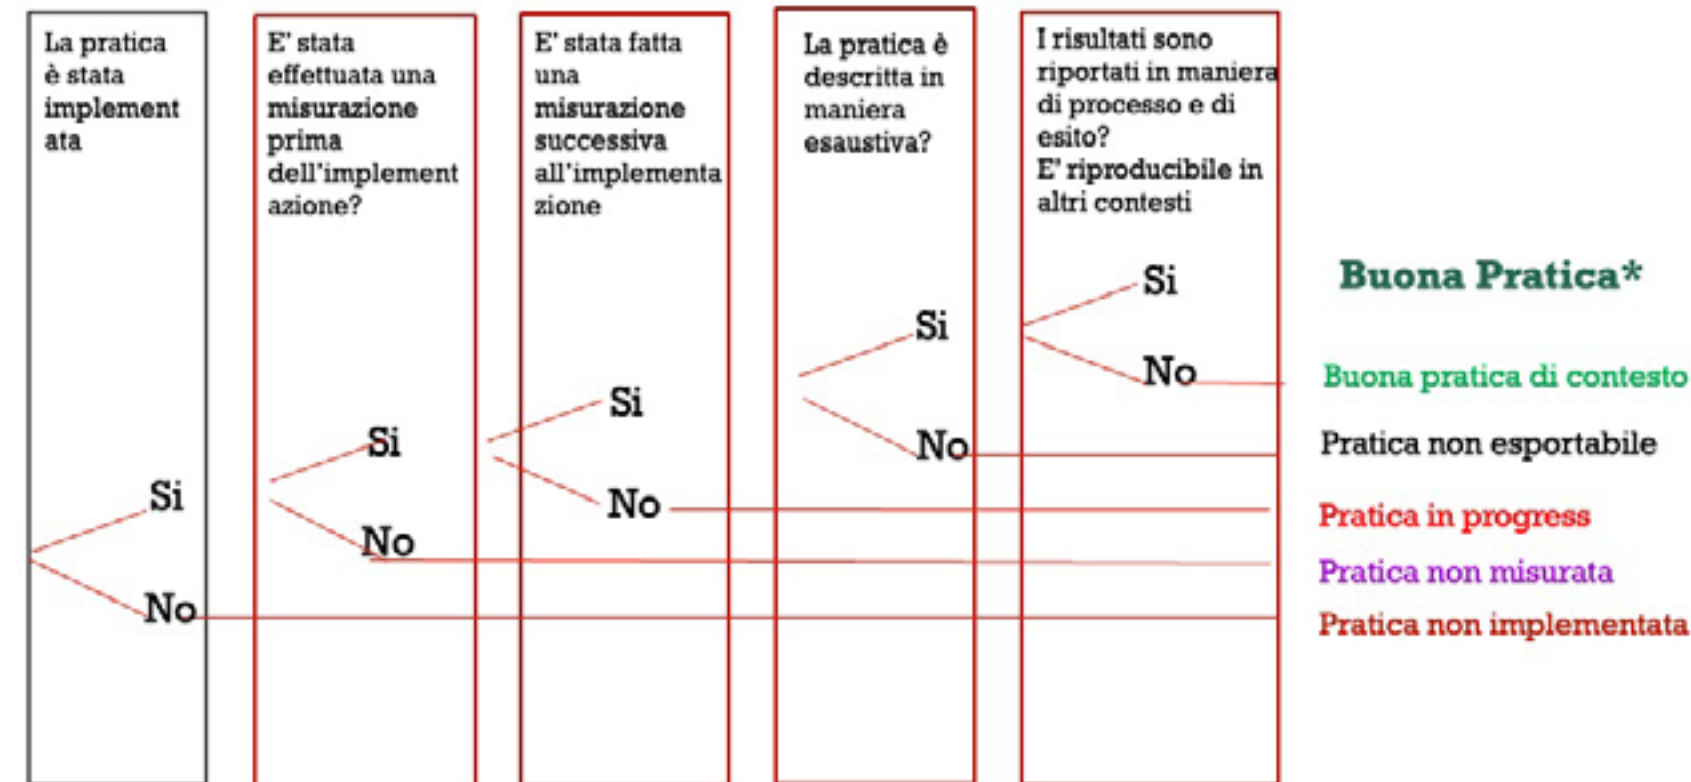 La pratica
è stata
implement
ata
E' stata
effettuata una
misurazione
prima
dell'implement
azione?
E' stata fatta
una
misurazione
successiva
all'implementa
zione
La pratica è
descritta in
maniera
esaustiva?
I risultati sono
riportati in maniera
di processo e di
esito?
E' riproducibile in
altri contesti
Si
No
Si
No
Si
No
Si
No
Si
No
Buona Pratica*
Buona pratica di contesto
Pratica non esportabile
Pratica in progress
Pratica non misurata
Pratica non implementata